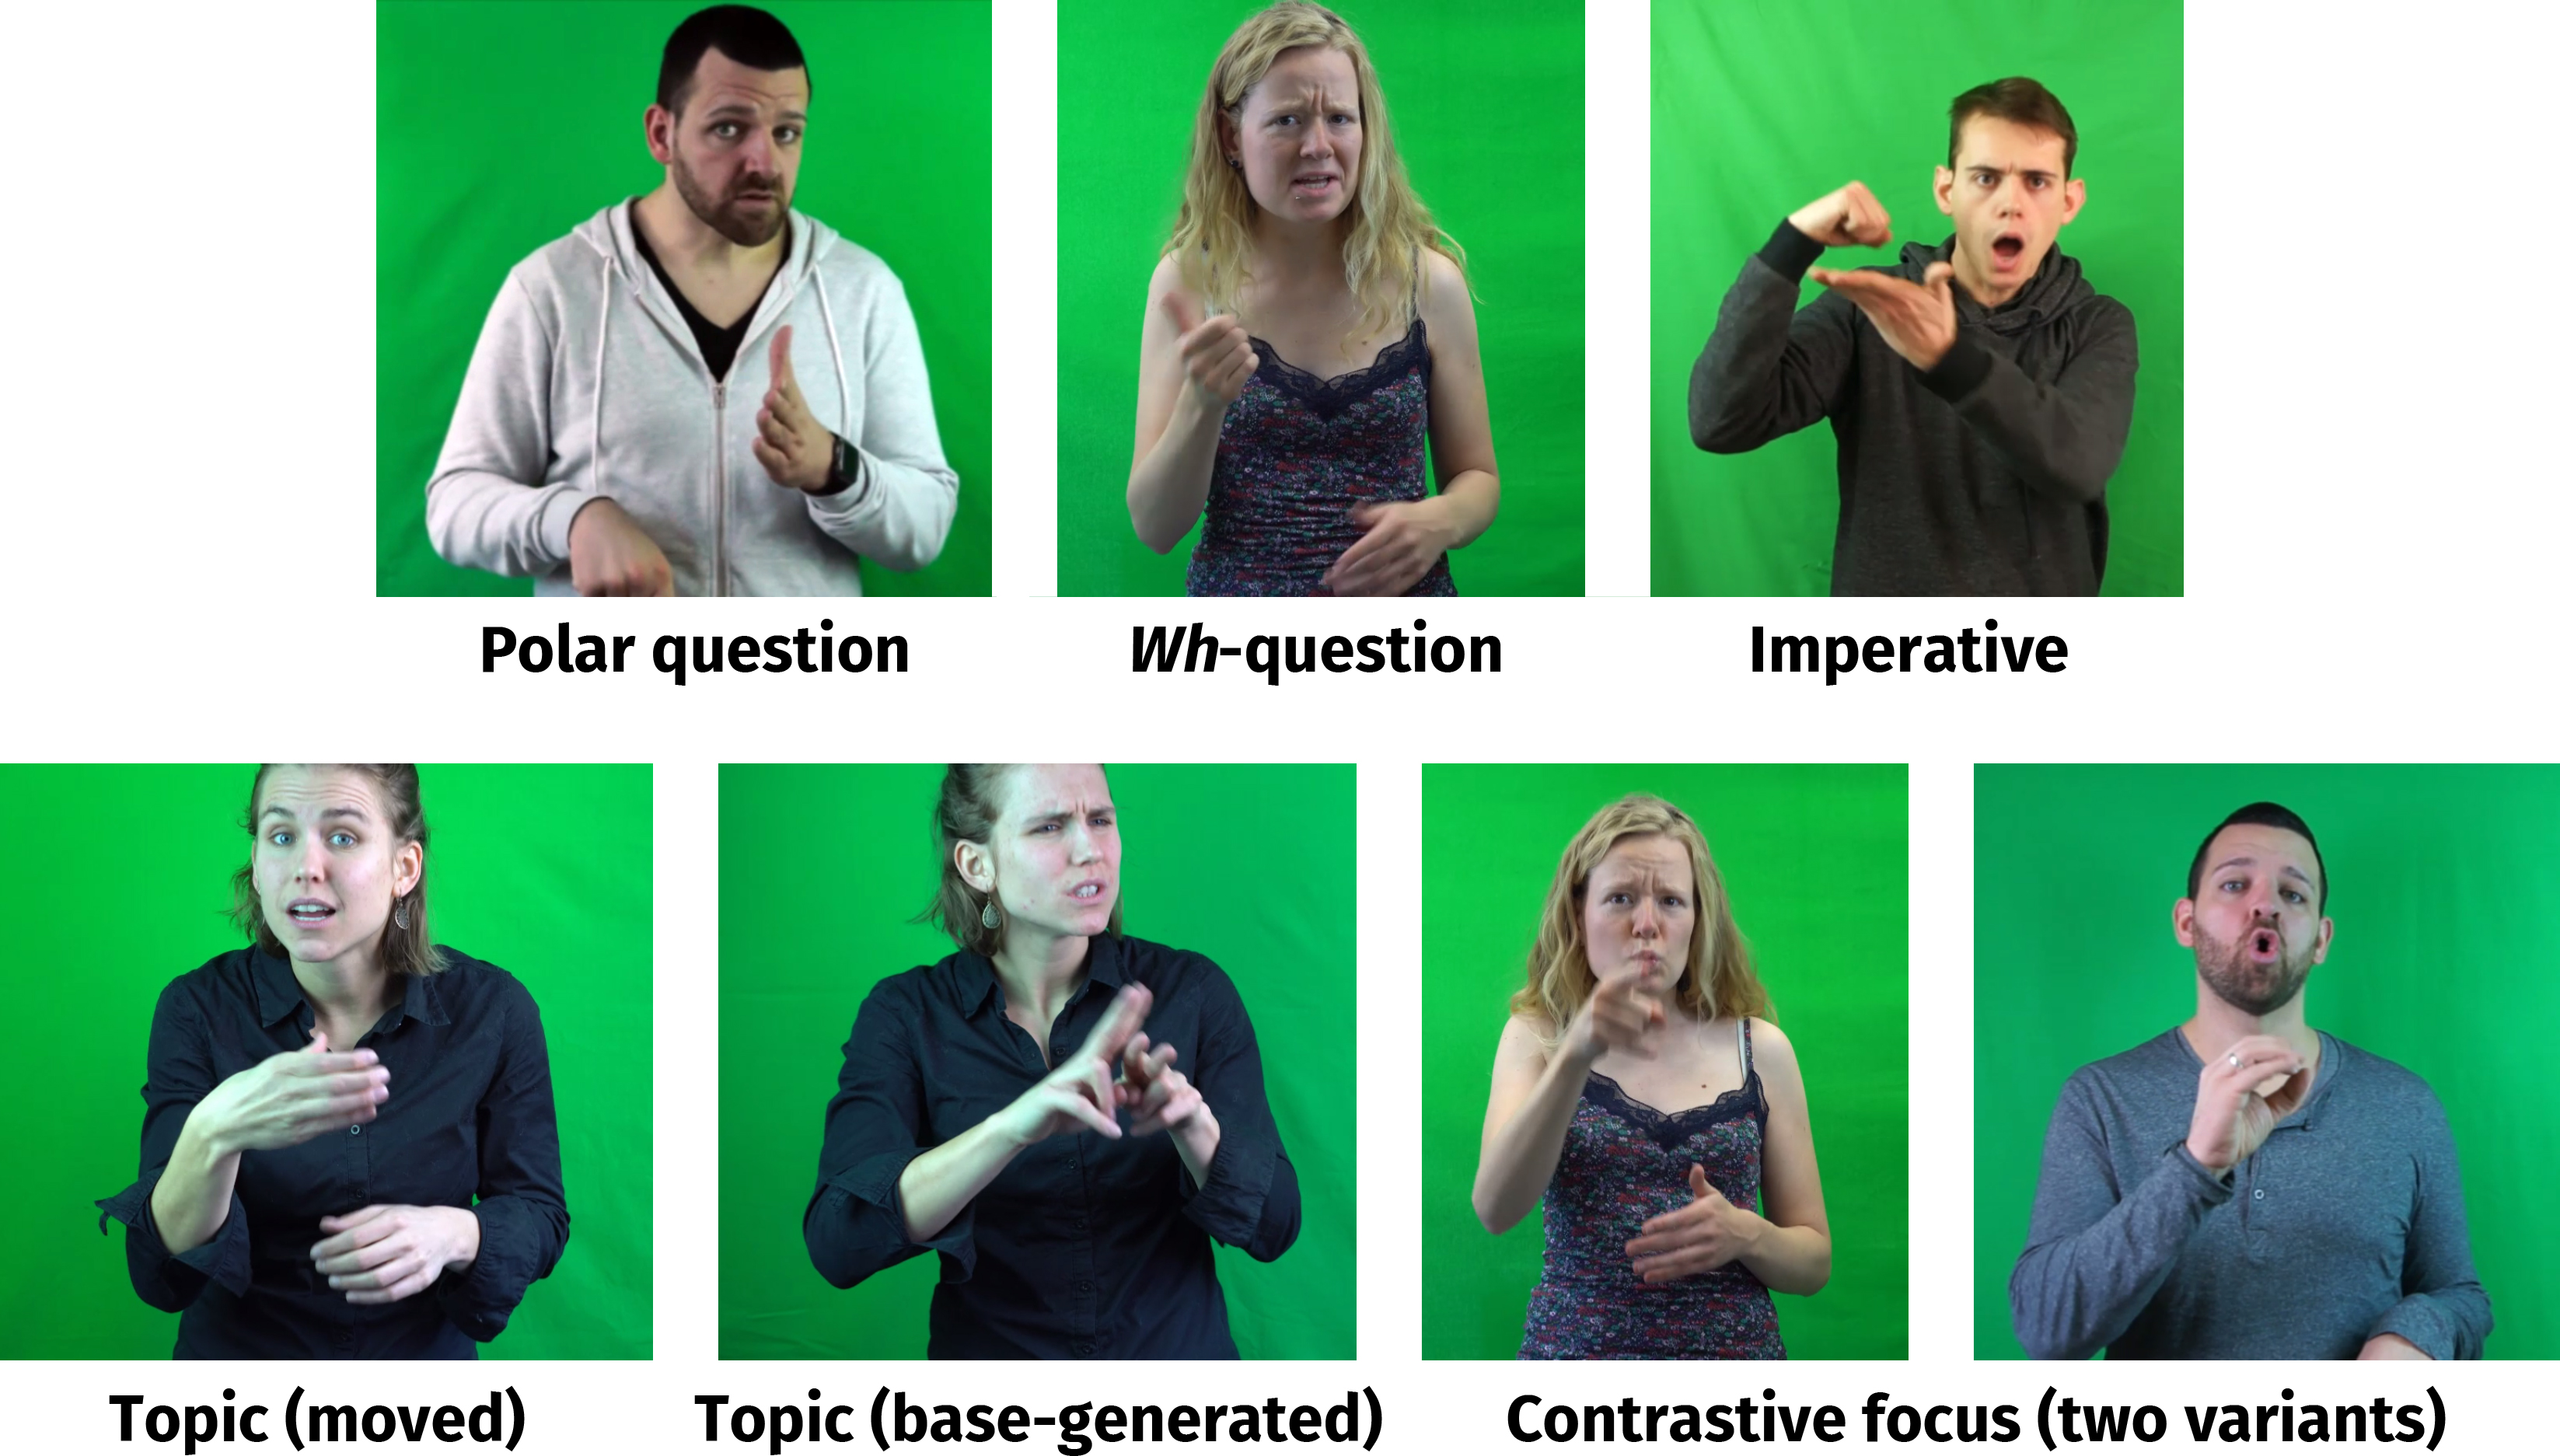 Polar question
Wh-question
Imperative
Topic (moved)
Topic (base-generated)
Contrastive focus (two variants)